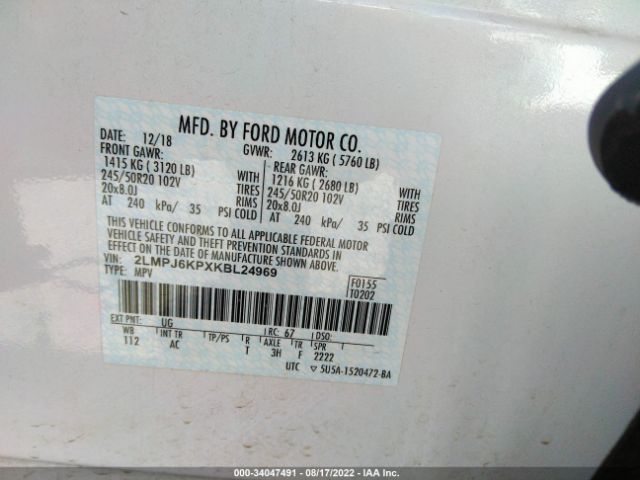 MFD. BY FORD MOTOR CO.
DATE: 12/18 GVWR: 2613 KG ( 5760 LB)
FRONT GAWR: REAR GAWR:
1415 KG ( 3120 LB) WITH 1216 KG ( 2680 LB) WITH
245/50R20 102V TIRES 245/50R20 102V TIRES
20x8.0J RIMS 20x8.0J RIMS
AT 240 kPa/ 35 PSI COLD AT 240 kPa/ 35 PSI COLD
THIS VEHICLE CONFORMS TO ALL APPLICABLE FEDERAL MOTOR
VEHICLE SAFETY AND THEFT PREVENTION STANDARDS IN
EFFECT ON THE DATE OF MANUFACTURE SHOWN ABOVE.
VIN: 2LMPJ6KPXKBL24969
TYPE: MPV
F0155
T0202
EXT PNT: UG RC: 67 DSO:
WB INT TR TP/PS R AXLE TR SPR
112 AC T 3H F 2222
UTC ▽ 5U5A-1520472-BA
000-34047491 - 08/17/2022 - IAA Inc.